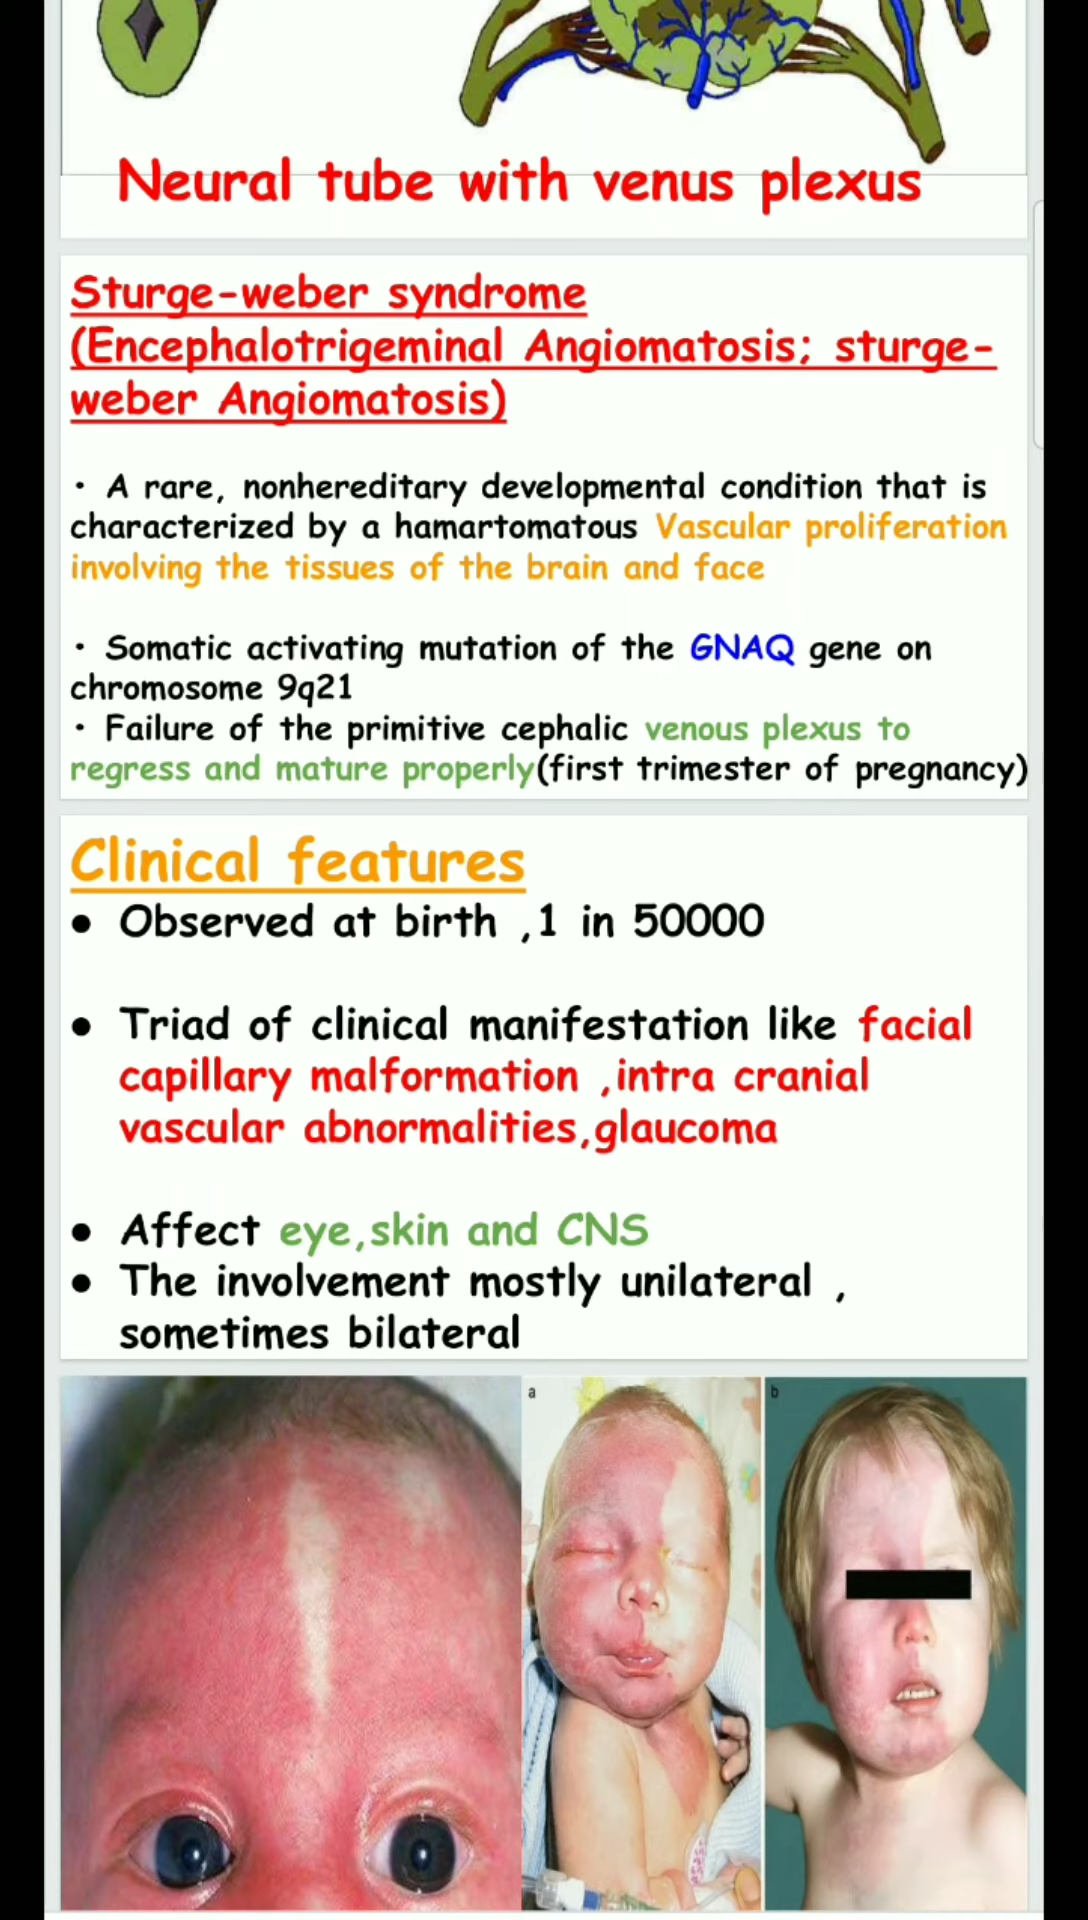 Neural tube with venus plexus
Sturge-weber syndrome
(Encephalotrigeminal Angiomatosis; sturge-
weber Angiomatosis)
• A rare, nonhereditary developmental condition that is
characterized by a hamartomatous Vascular proliferation
involving the tissues of the brain and face
• Somatic activating mutation of the GNAQ gene on
chromosome 9q21
• Failure of the primitive cephalic venous plexus to
regress and mature properly(first trimester of pregnancy)
Clinical features
● Observed at birth ,1 in 50000
● Triad of clinical manifestation like facial
capillary malformation ,intra cranial
vascular abnormalities,glaucoma
● Affect eye,skin and CNS
● The involvement mostly unilateral ,
sometimes bilateral
a
b